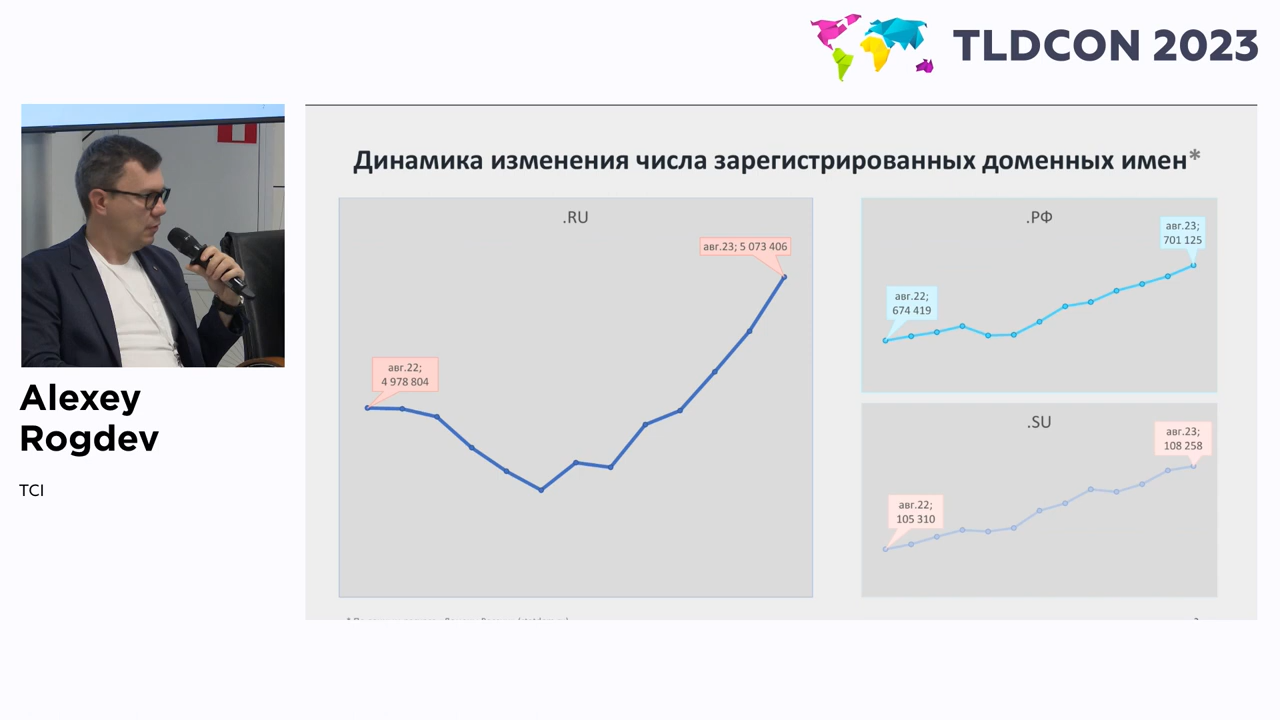 TLDCON 2023
Динамика изменения числа зарегистрированных доменных имен*
.RU
авг.23; 5 073 406
авг.22;
4 978 804
.РФ
авг.23;
701 125
авг.22;
674 419
.SU
авг.23;
108 258
авг.22;
105 310
Alexey
Rogdev
TCI